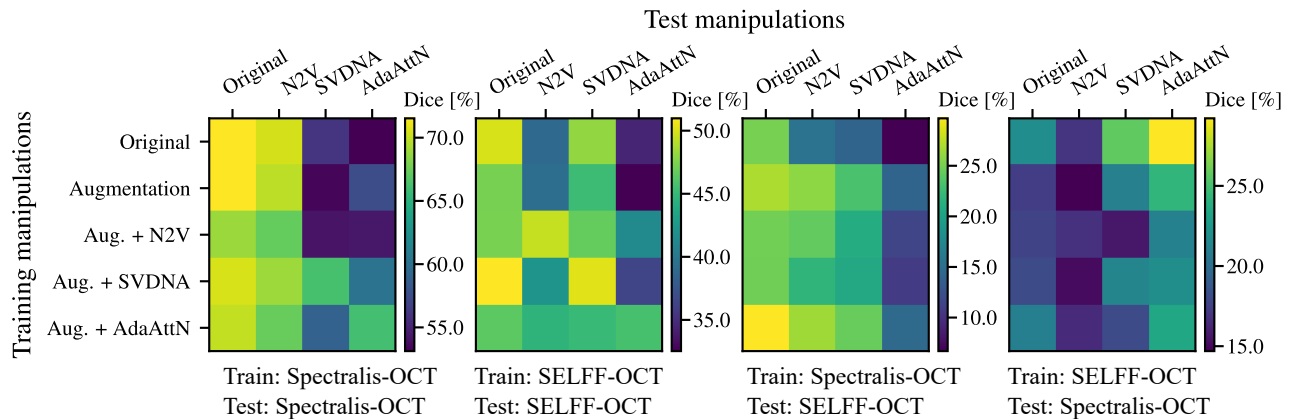 Test manipulations
Original N2V SVDNA AdaAttN Original N2V SVDNA AdaAttN Original N2V SVDNA AdaAttN Original N2V SVDNA AdaAttN
Dice [%] Dice [%] Dice [%] Dice [%]
Training manipulations
Original
Augmentation
Aug. + N2V
Aug. + SVDNA
Aug. + AdaAttN
70.0
65.0
60.0
55.0
50.0
45.0
40.0
35.0
25.0
20.0
15.0
10.0
25.0
20.0
15.0
Train: Spectralis-OCT
Test: Spectralis-OCT
Train: SELFF-OCT
Test: SELFF-OCT
Train: Spectralis-OCT
Test: SELFF-OCT
Train: SELFF-OCT
Test: Spectralis-OCT